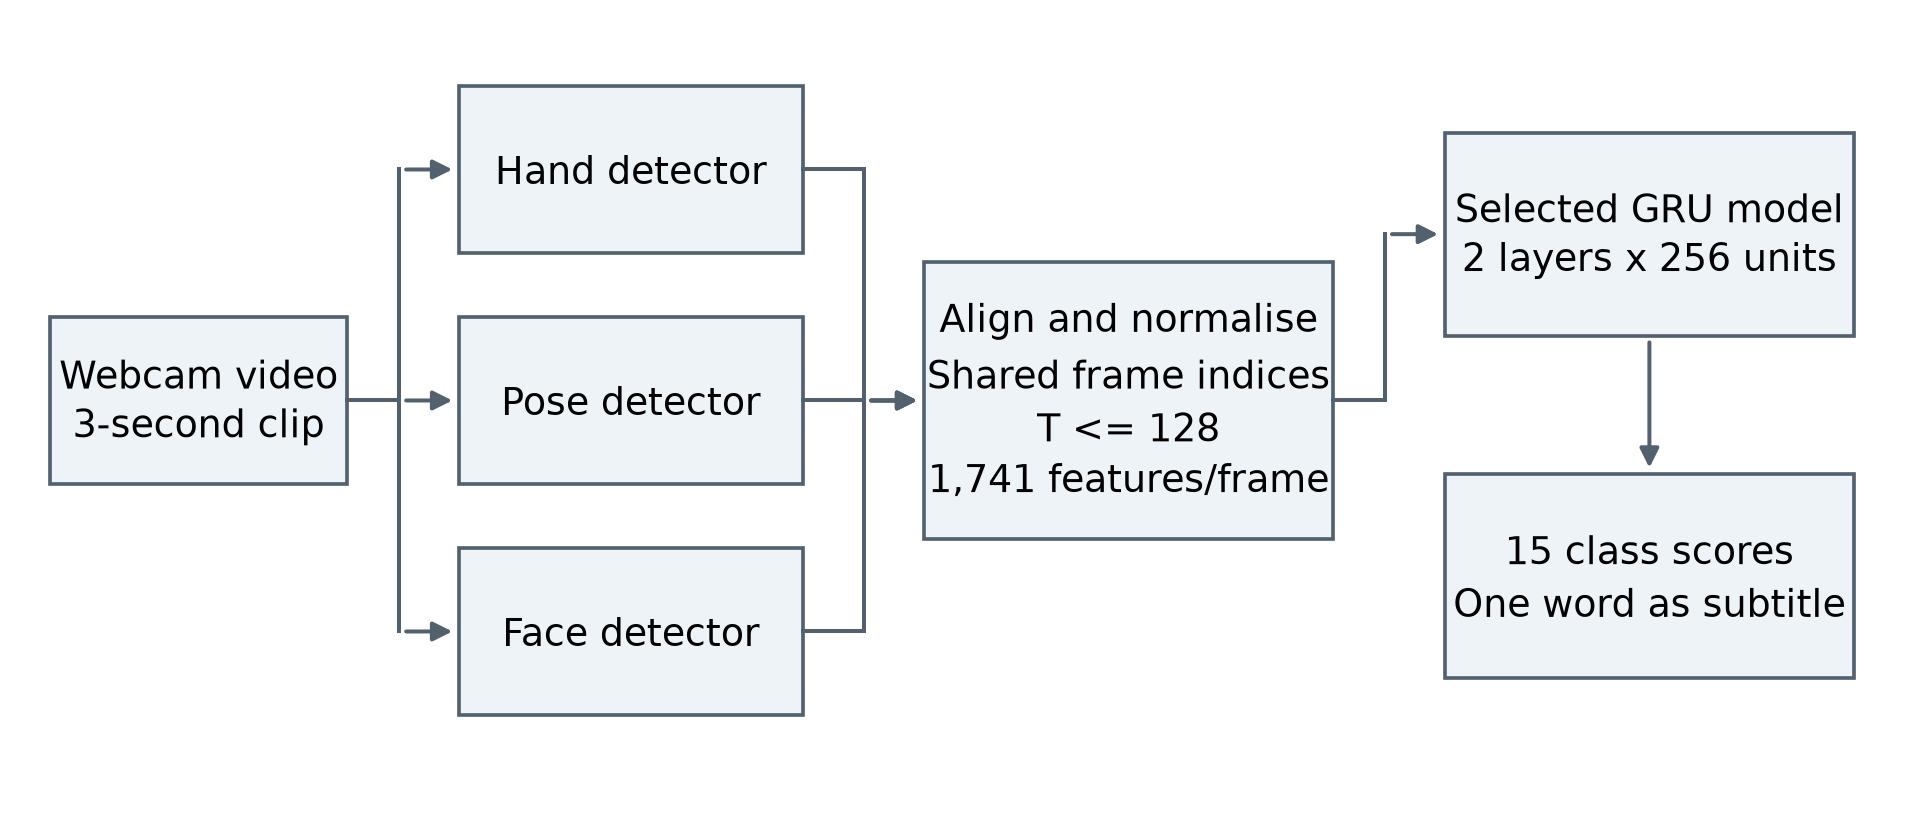 Webcam video
3-second clip
Hand detector
Pose detector
Face detector
Align and normalise
Shared frame indices
T <= 128
1,741 features/frame
Selected GRU model
2 layers x 256 units
15 class scores
One word as subtitle